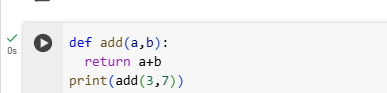 0s
def add(a,b):
  return a+b
print(add(3,7))